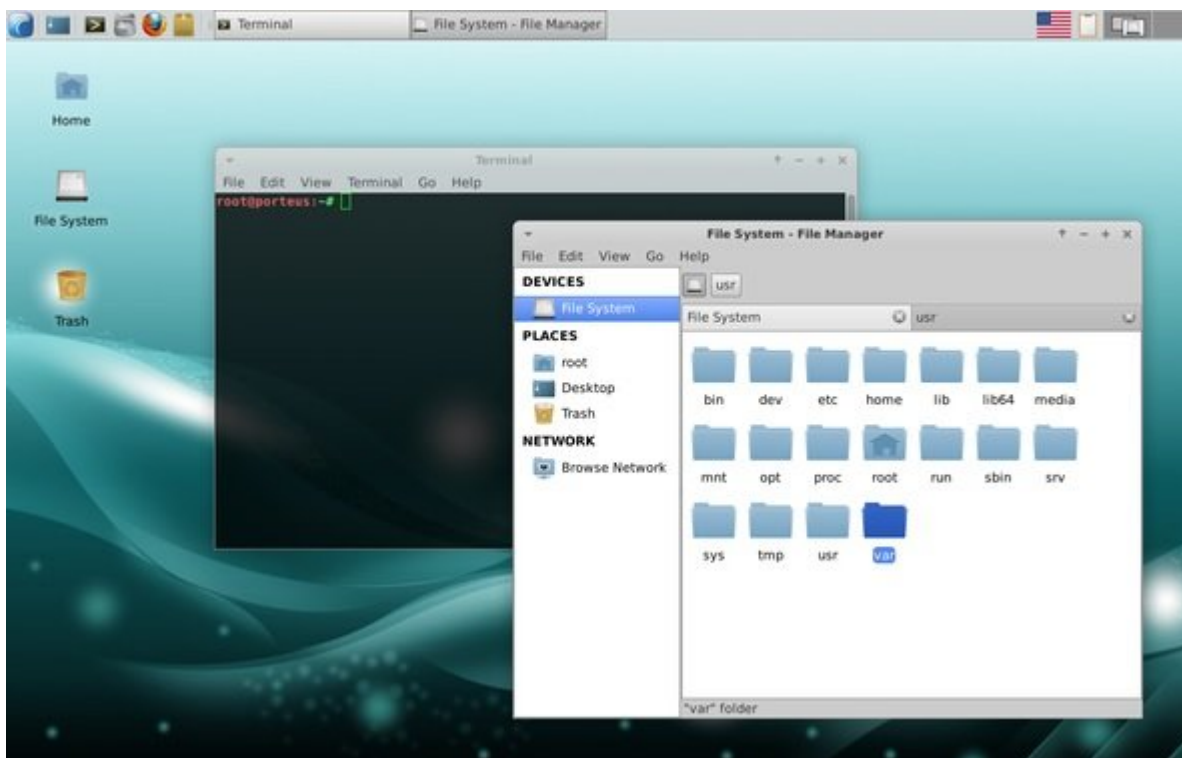 Terminal
File System - File Manager
Home
File System
Trash
Terminal
File Edit View Terminal Go Help
root@porteus:~#
File System - File Manager
File Edit View Go Help
DEVICES
File System
PLACES
root
Desktop
Trash
NETWORK
Browse Network
usr
File System usr
bin dev etc home lib lib64 media
mnt opt proc root run sbin srv
sys tmp usr var
"var" folder